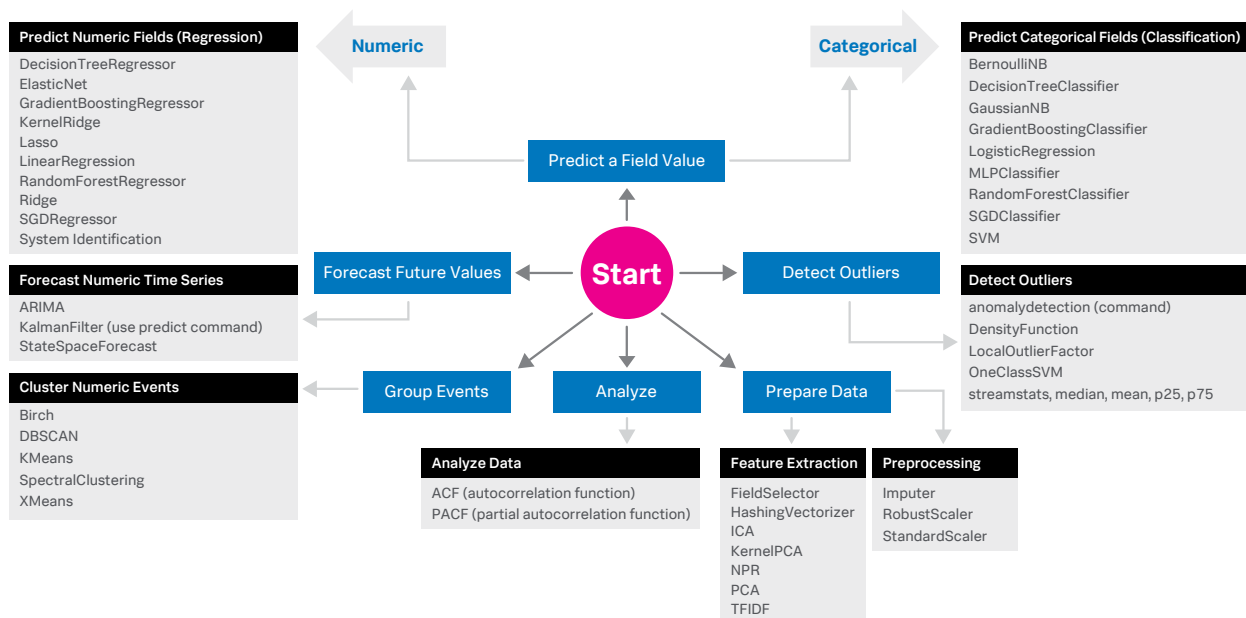 Predict Numeric Fields (Regression)
DecisionTreeRegressor
ElasticNet
GradientBoostingRegressor
KernelRidge
Lasso
LinearRegression
RandomForestRegressor
Ridge
SGDRegressor
System Identification
Numeric
Categorical
Predict Categorical Fields (Classification)
BernoulliNB
DecisionTreeClassifier
GaussianNB
GradientBoostingClassifier
LogisticRegression
MLPClassifier
RandomForestClassifier
SGDClassifier
SVM
Predict a Field Value
Forecast Future Values
Start
Detect Outliers
Forecast Numeric Time Series
ARIMA
KalmanFilter (use predict command)
StateSpaceForecast
Detect Outliers
anomalydetection (command)
DensityFunction
LocalOutlierFactor
OneClassSVM
streamstats, median, mean, p25, p75
Cluster Numeric Events
Birch
DBSCAN
KMeans
SpectralClustering
XMeans
Group Events
Analyze
Prepare Data
Analyze Data
ACF (autocorrelation function)
PACF (partial autocorrelation function)
Feature Extraction
FieldSelector
HashingVectorizer
ICA
KernelPCA
NPR
PCA
TFIDF
Preprocessing
Imputer
RobustScaler
StandardScaler